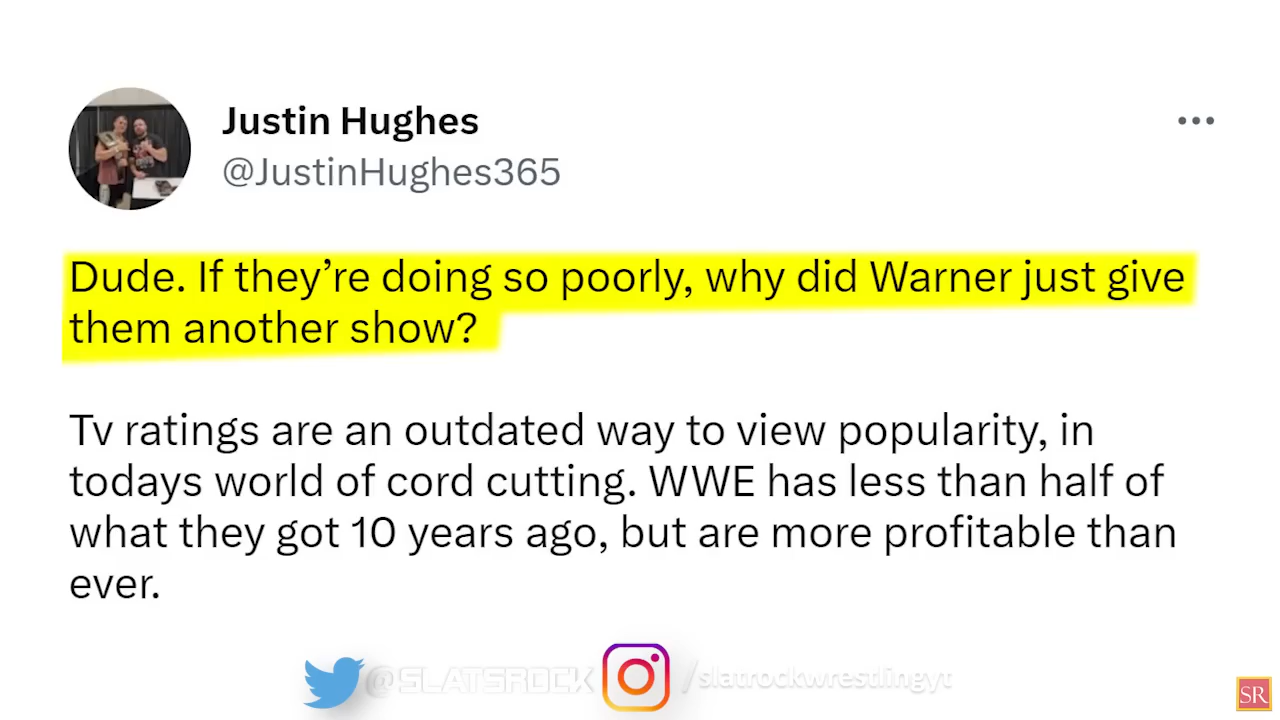 Justin Hughes
@JustinHughes365
Dude. If they’re doing so poorly, why did Warner just give
them another show?
Tv ratings are an outdated way to view popularity, in
todays world of cord cutting. WWE has less than half of
what they got 10 years ago, but are more profitable than
ever.
@SLATSROCK /slatrockwrestlingyt
SR